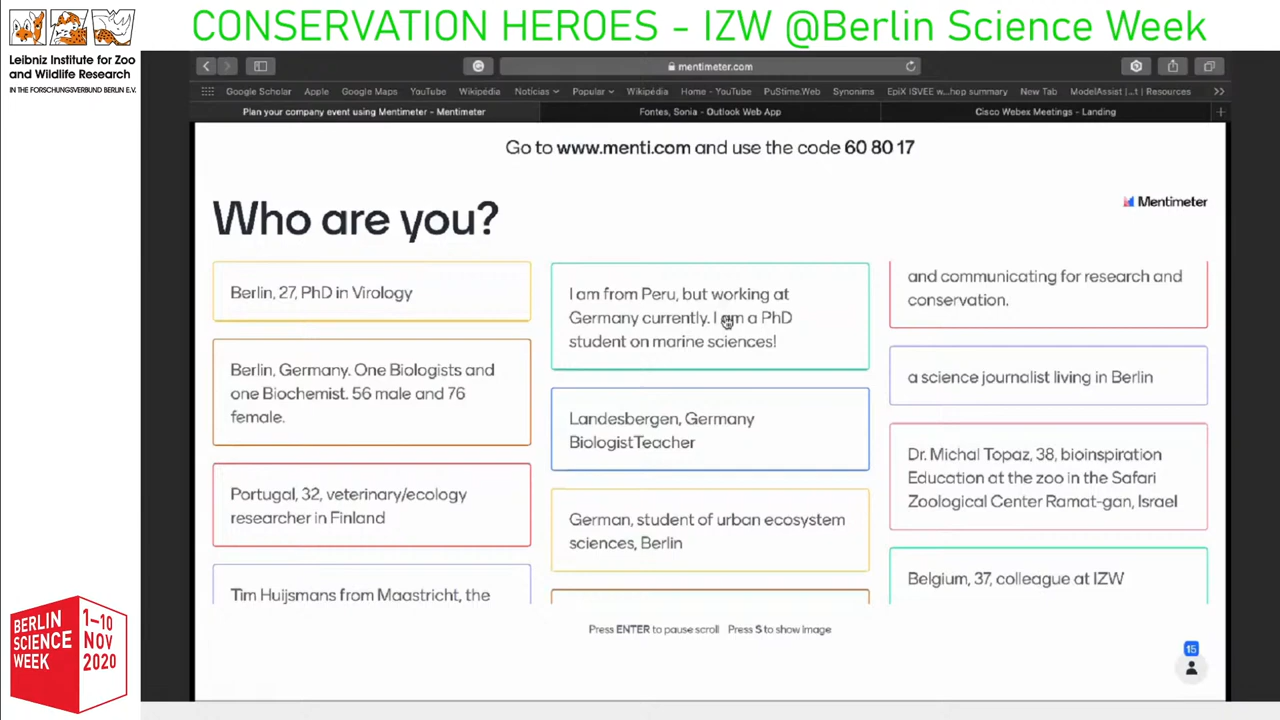 CONSERVATION HEROES - IZW @Berlin Science Week
IZW
Leibniz Institute for Zoo
and Wildlife Research
IN THE FORSCHUNGSVERBUND BERLIN E.V.
mentimeter.com
Google Scholar Apple Google Maps YouTube Wikipédia Notícias Popular Wikipédia Home - YouTube PuStime.Web Synonims EpiX ISVEE w...hop summary New Tab ModelAssist |...t | Resources
Plan your company event using Mentimeter - Mentimeter
Fontes, Sonia - Outlook Web App
Cisco Webex Meetings - Landing
Go to www.menti.com and use the code 60 80 17
Who are you?
Mentimeter
Berlin, 27, PhD in Virology
Berlin, Germany. One Biologists and
one Biochemist. 56 male and 76
female.
Portugal, 32, veterinary/ecology
researcher in Finland
Tim Huijsmans from Maastricht, the
I am from Peru, but working at
Germany currently. I am a PhD
student on marine sciences!
Landesbergen, Germany
BiologistTeacher
German, student of urban ecosystem
sciences, Berlin
and communicating for research and
conservation.
a science journalist living in Berlin
Dr. Michal Topaz, 38, bioinspiration
Education at the zoo in the Safari
Zoological Center Ramat-gan, Israel
Belgium, 37, colleague at IZW
Press ENTER to pause scroll Press S to show image
15
BERLIN
SCIENCE
WEEK
1–10
NOV
2020